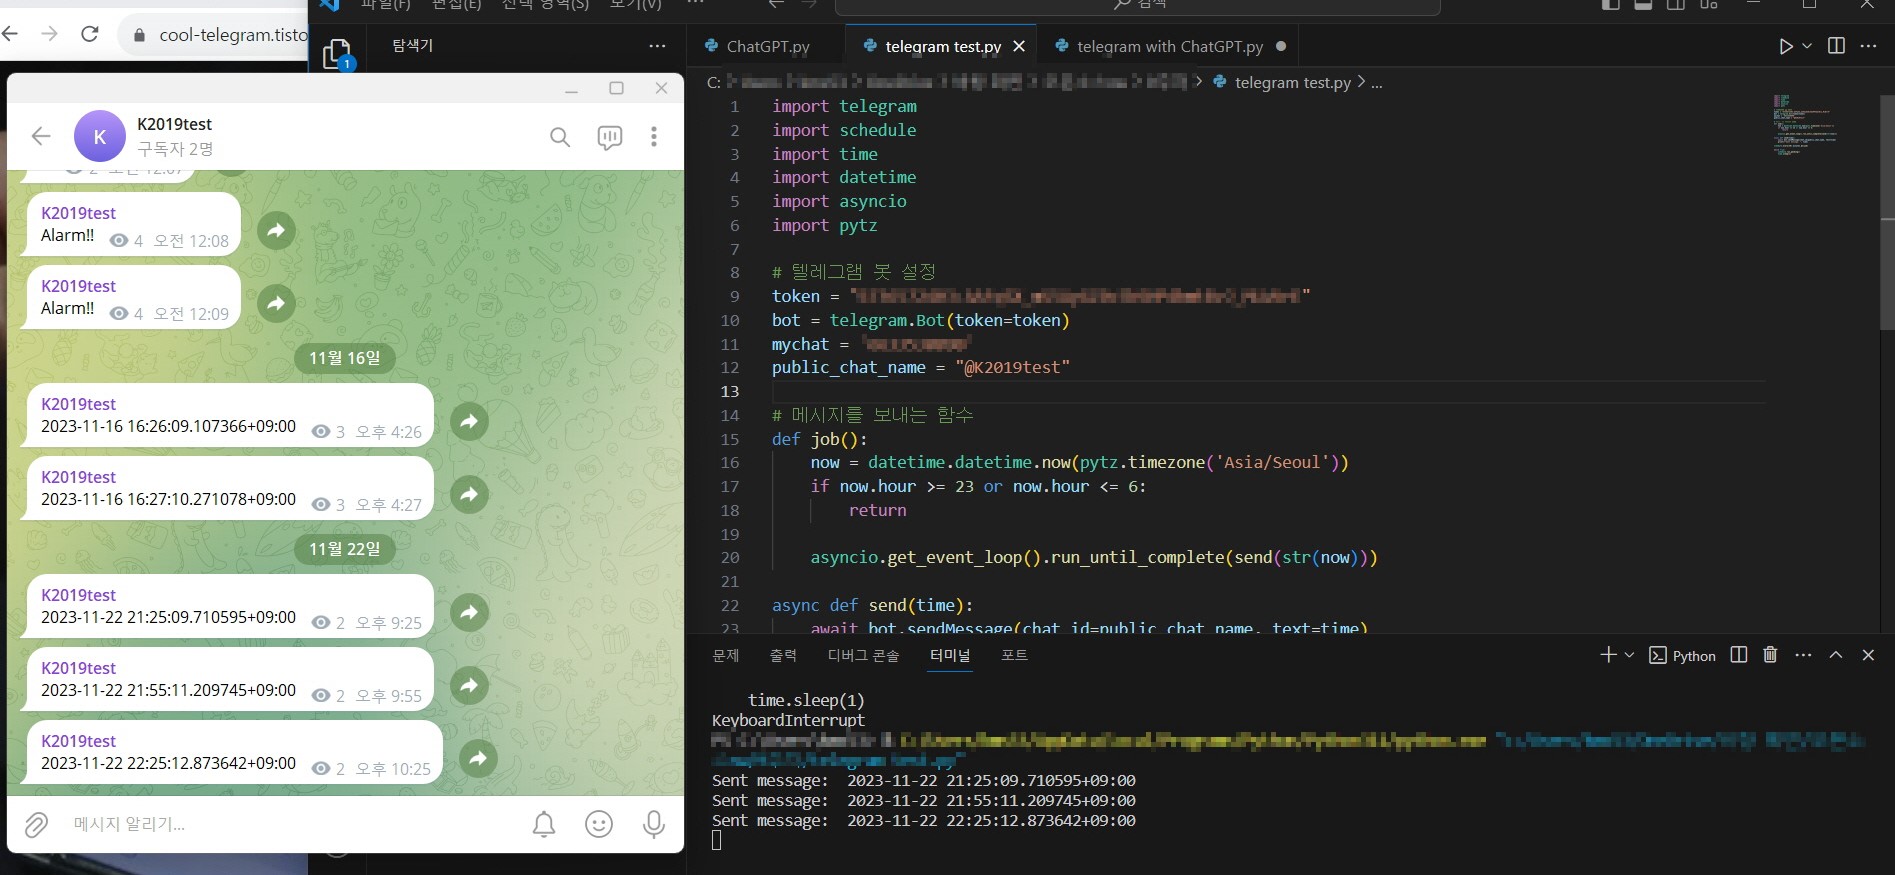 cool-telegram.tisto
파일(F) 편집(E) 선택 영역(S) 보기(V) ...
검색
탐색기 ...
1
ChatGPT.py
telegram test.py
telegram with ChatGPT.py
K
K2019test
구독자 2명
2 오전 12:07
K2019test
Alarm!! 4 오전 12:08
K2019test
Alarm!! 4 오전 12:09
11월 16일
K2019test
2023-11-16 16:26:09.107366+09:00 3 오후 4:26
K2019test
2023-11-16 16:27:10.271078+09:00 3 오후 4:27
11월 22일
K2019test
2023-11-22 21:25:09.710595+09:00 2 오후 9:25
K2019test
2023-11-22 21:55:11.209745+09:00 2 오후 9:55
K2019test
2023-11-22 22:25:12.873642+09:00 2 오후 10:25
메시지 알리기...
C: > telegram test.py > ...
1 import telegram
2 import schedule
3 import time
4 import datetime
5 import asyncio
6 import pytz
7
8 # 텔레그램 봇 설정
9 token = " "
10 bot = telegram.Bot(token=token)
11 mychat =
12 public_chat_name = "@K2019test"
13
14 # 메시지를 보내는 함수
15 def job():
16 now = datetime.datetime.now(pytz.timezone('Asia/Seoul'))
17 if now.hour >= 23 or now.hour <= 6:
18 return
19
20 asyncio.get_event_loop().run_until_complete(send(str(now)))
21
22 async def send(time):
23 await bot.sendMessage(chat_id=public_chat_name, text=time)
문제 출력 디버그 콘솔 터미널 포트
Python
time.sleep(1)
KeyboardInterrupt
Sent message: 2023-11-22 21:25:09.710595+09:00
Sent message: 2023-11-22 21:55:11.209745+09:00
Sent message: 2023-11-22 22:25:12.873642+09:00